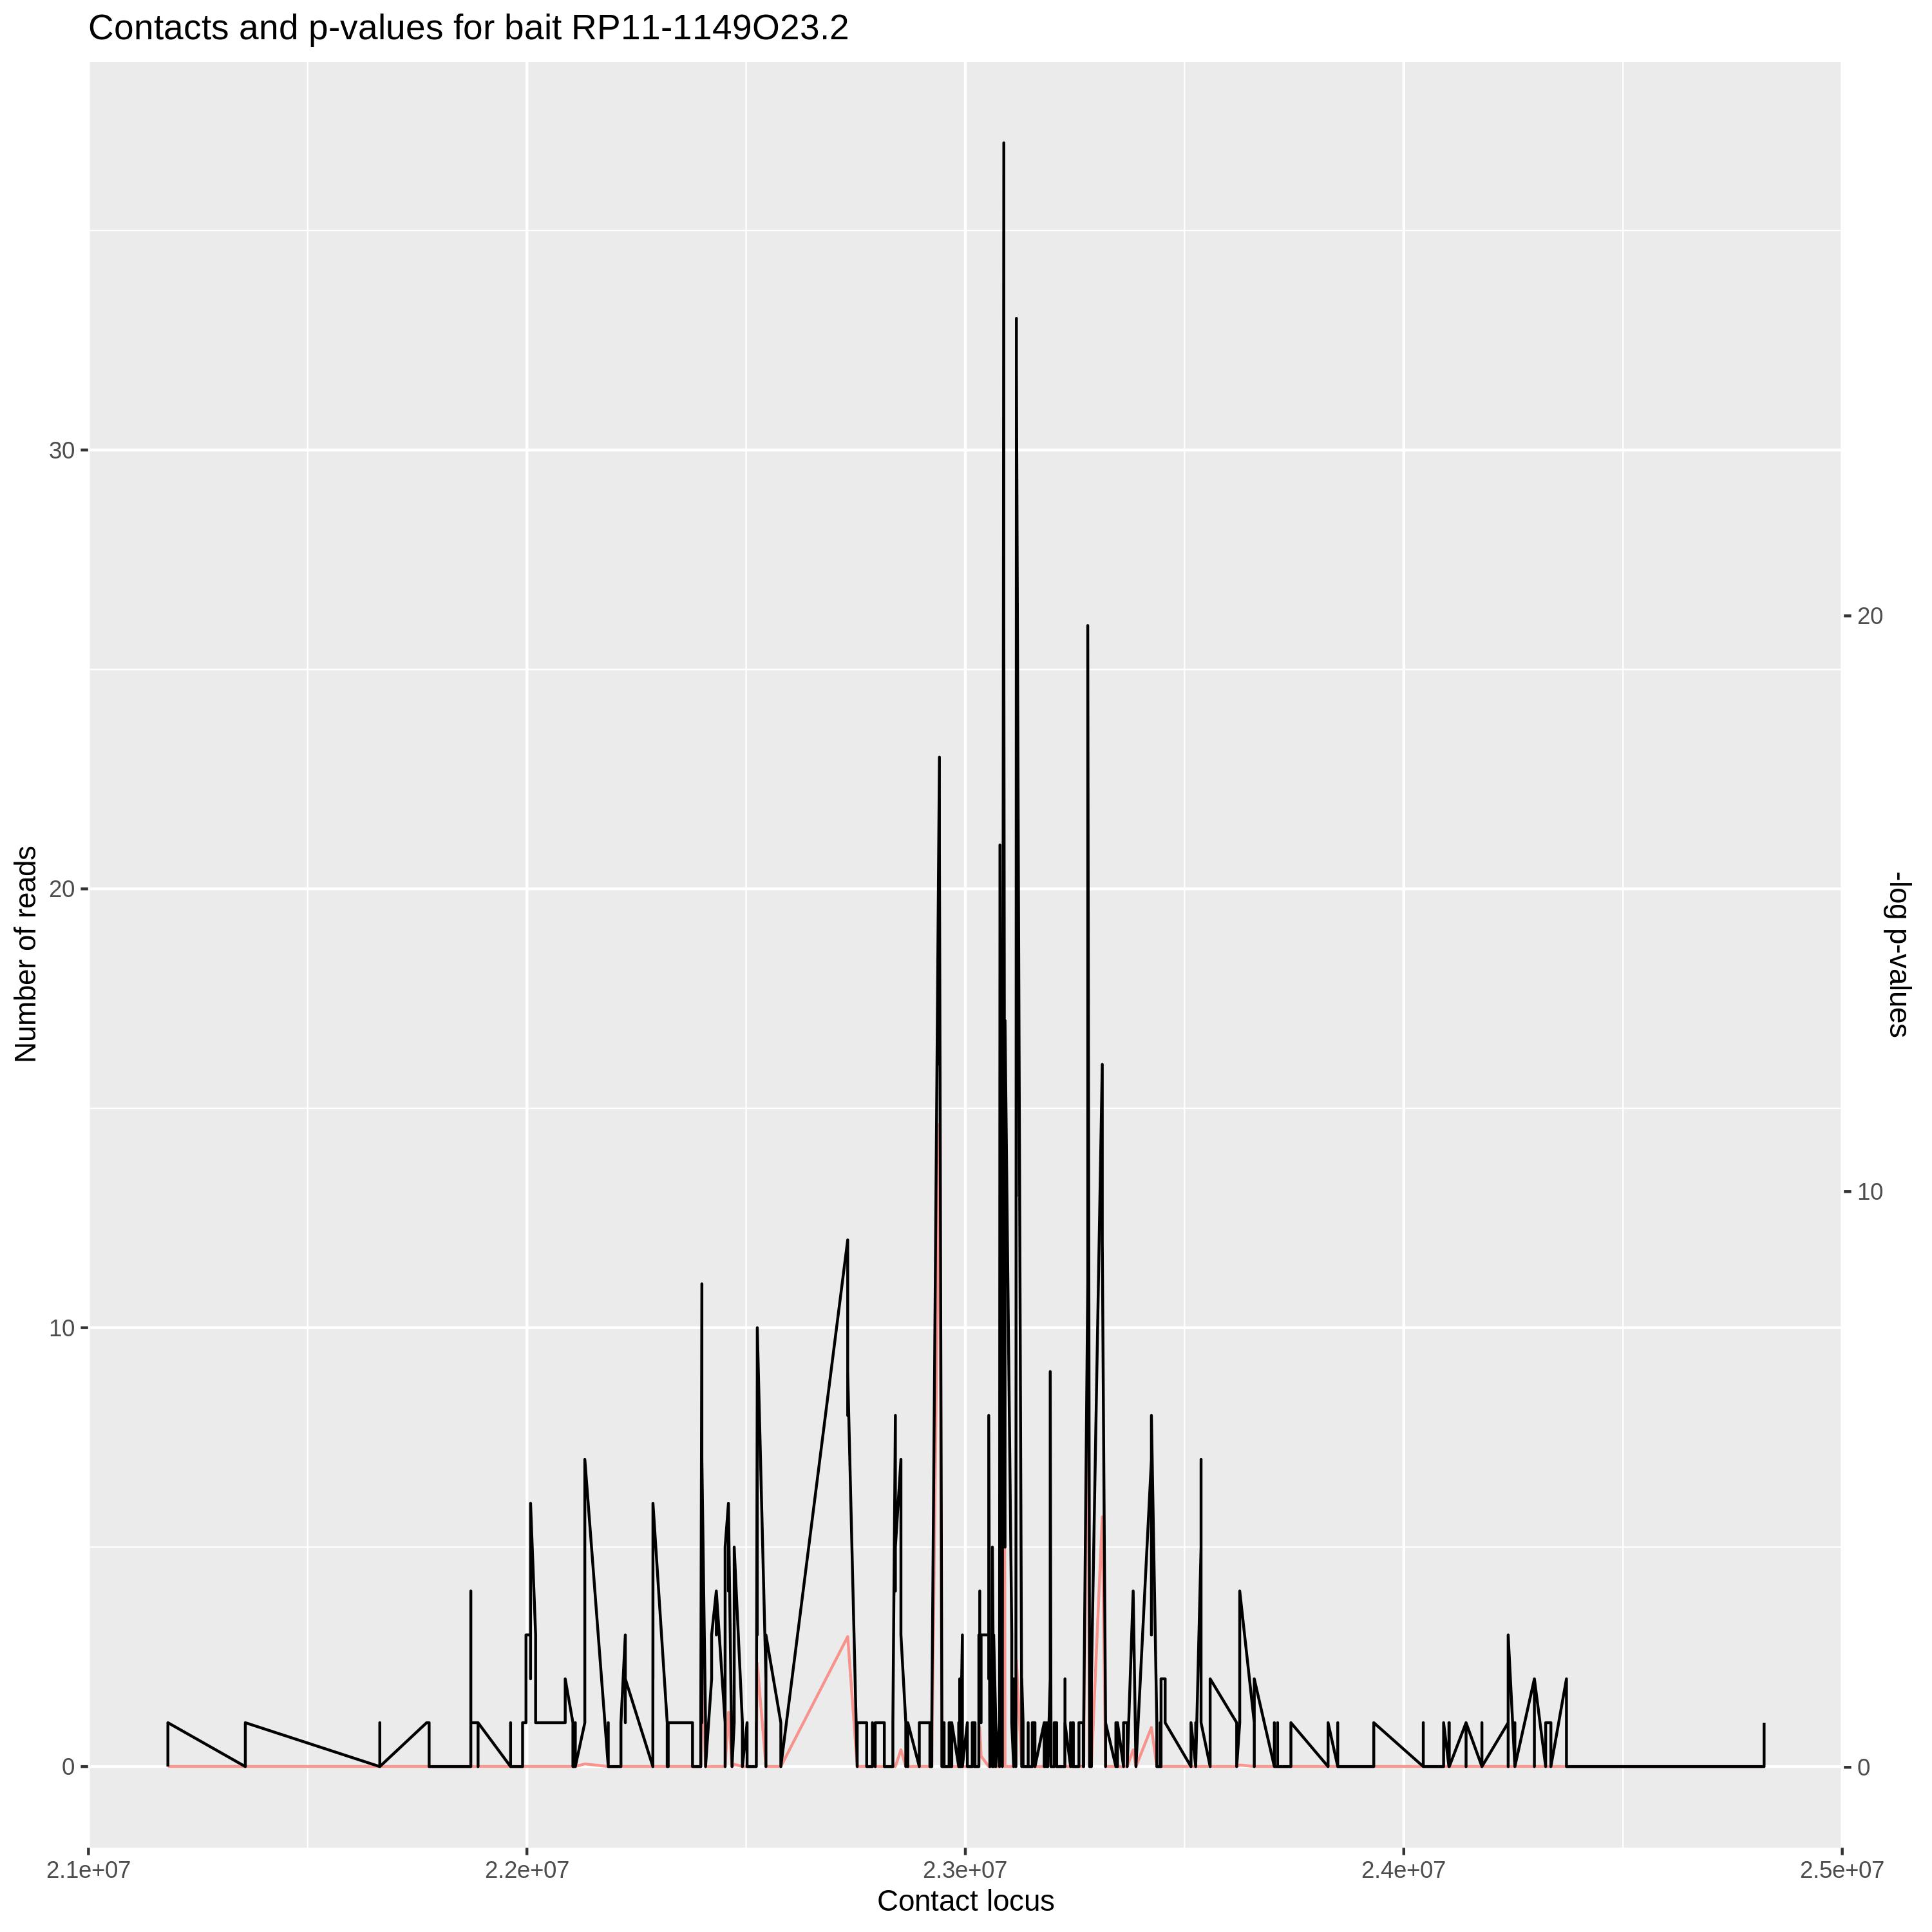 Contacts and p-values for bait RP11-1149O23.2
Number of reads
30
20
10
0
20
10
0
-log p-values
2.1e+07
2.2e+07
2.3e+07
2.4e+07
2.5e+07
Contact locus